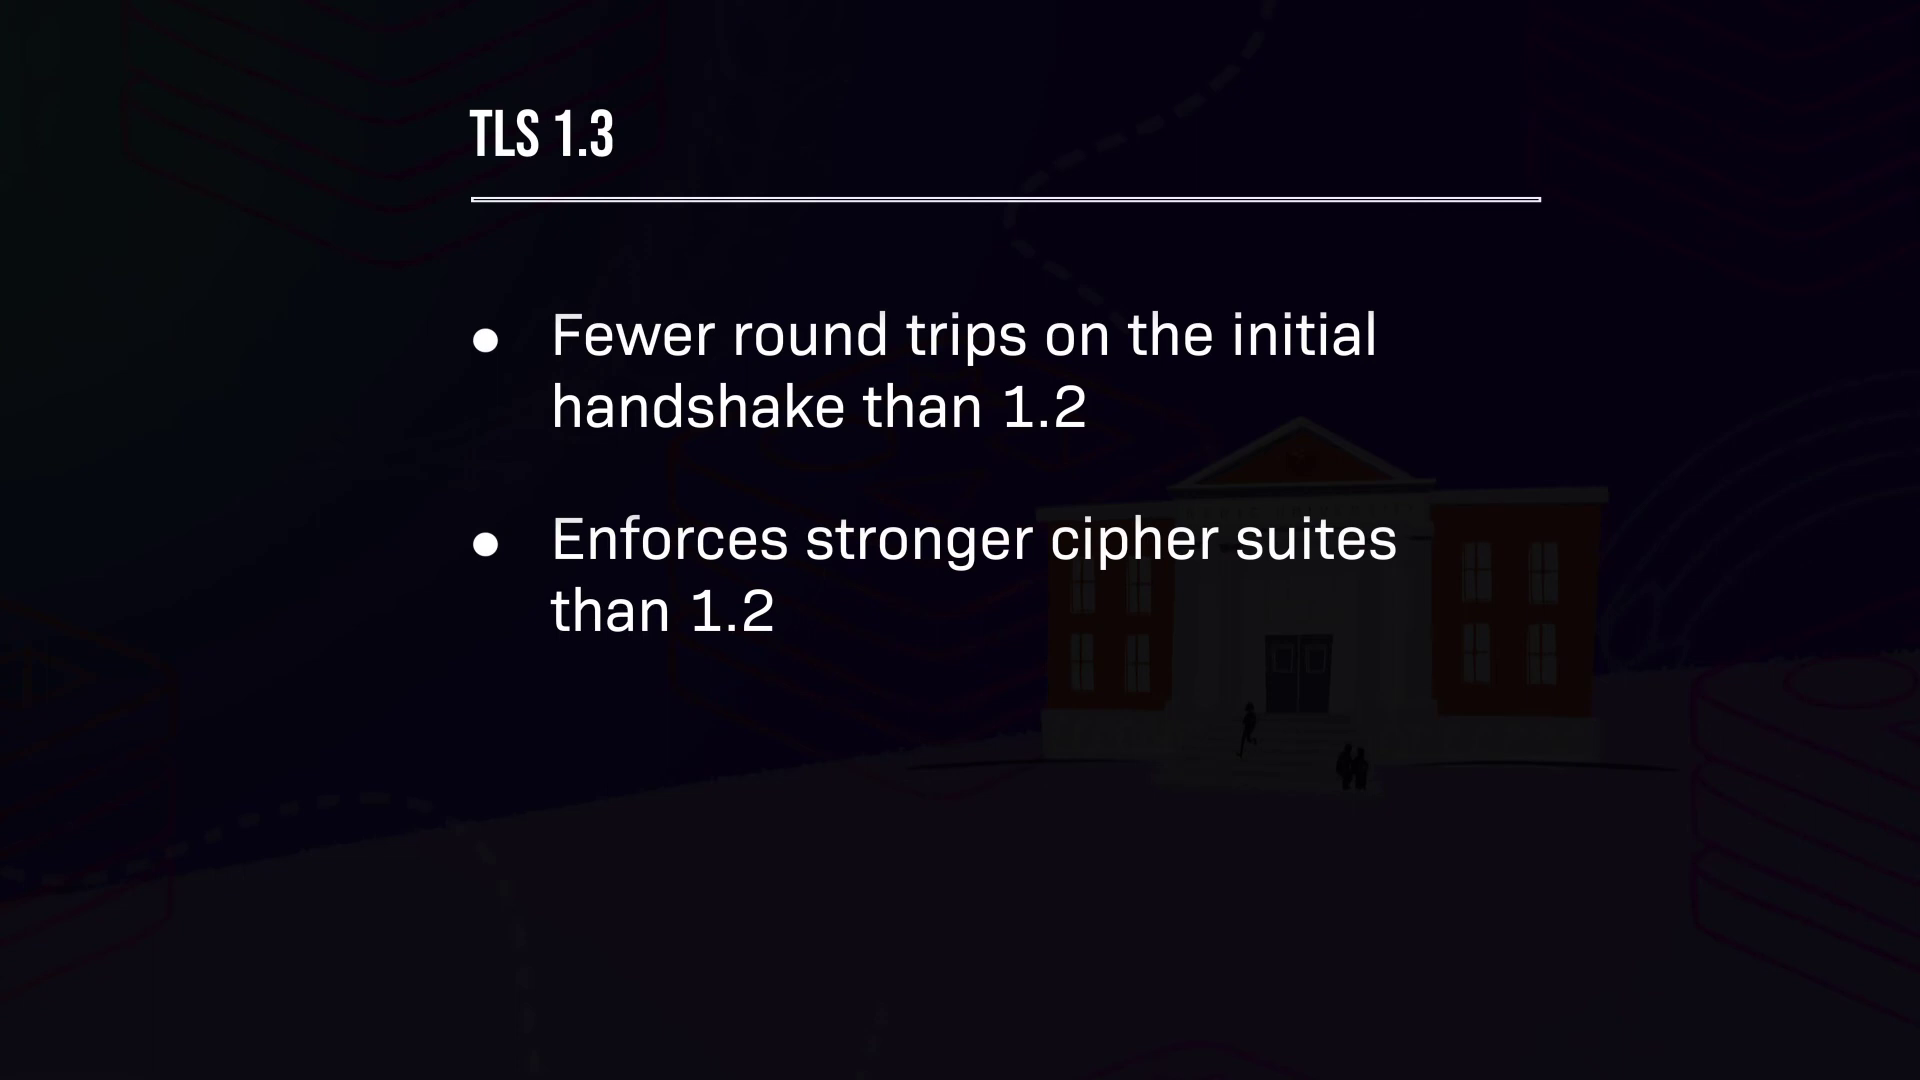 TLS 1.3
● Fewer round trips on the initial
handshake than 1.2
● Enforces stronger cipher suites
than 1.2